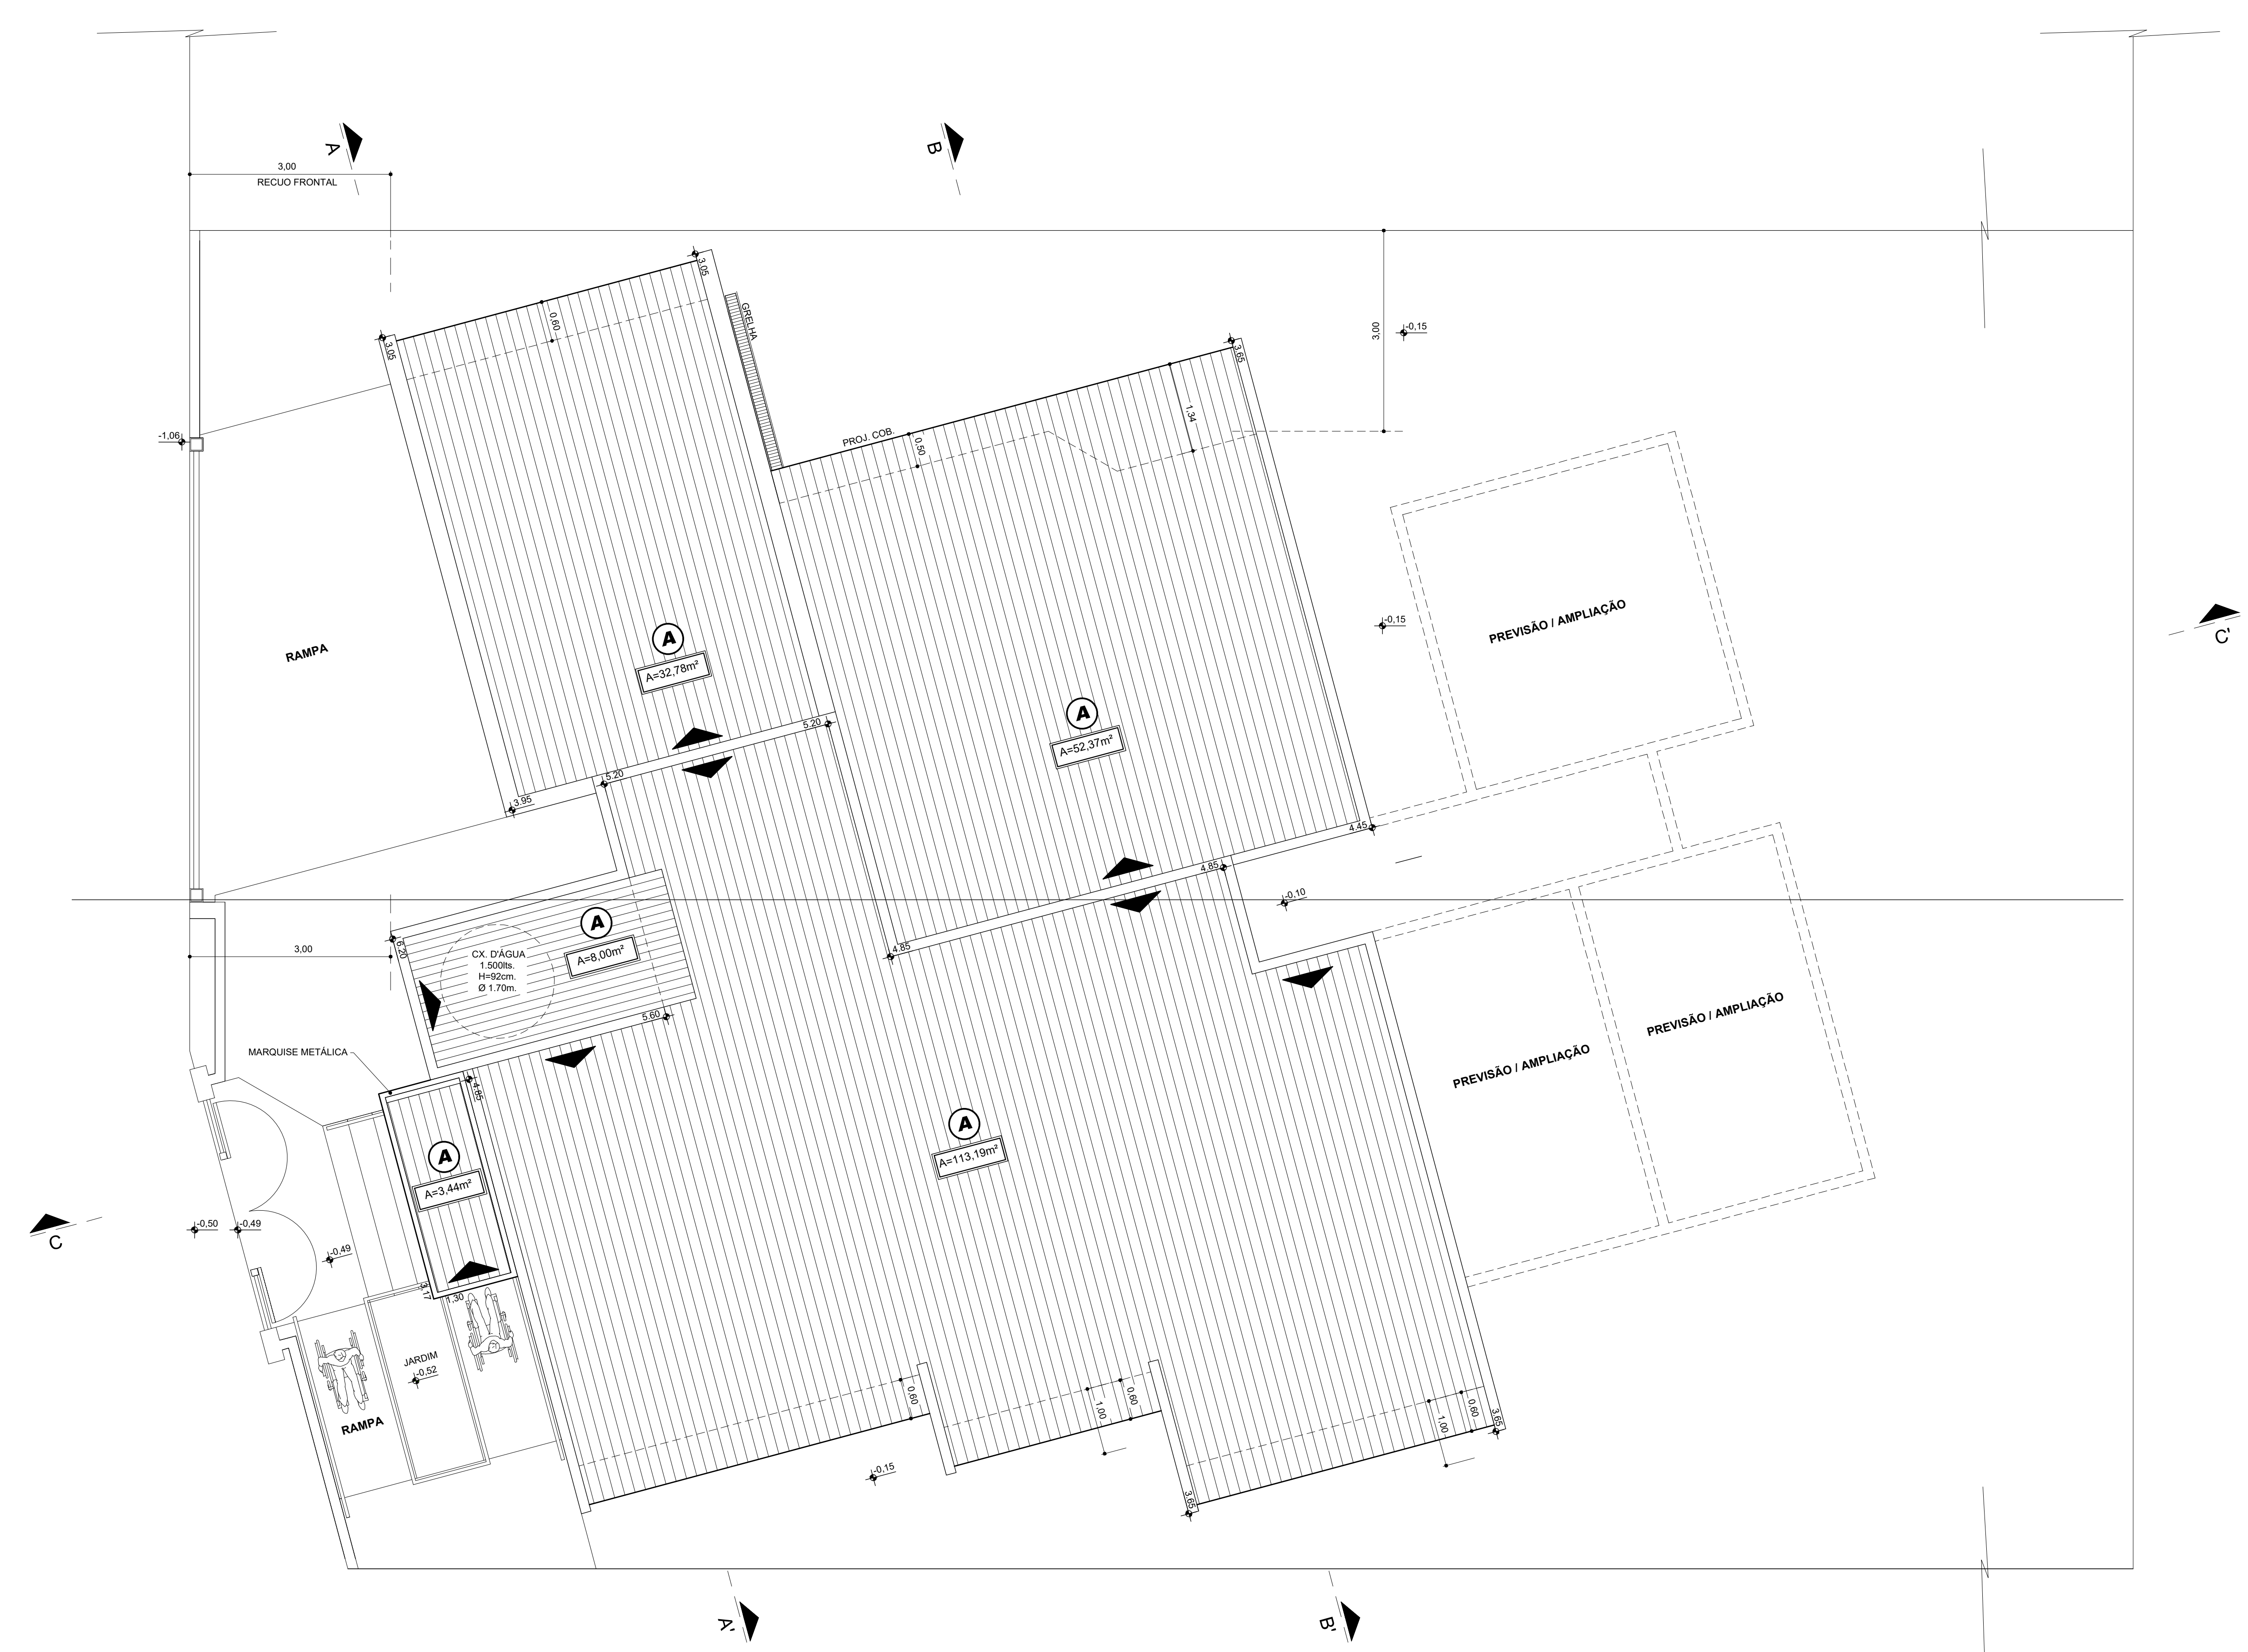 A
B
3,00
RECUO FRONTAL
3.05
GRELHA
0,60
3.05
3,00
-0,15
3.65
1,34
PROJ. COB.
0,50
-1,06
RAMPA
A
A=32,78m²
PREVISÃO / AMPLIAÇÃO
-0,15
C'
A
A=52,37m²
5.20
5.20
3.95
4.45
4.85
-0,10
A
A=8,00m²
6.20
CX. D'ÁGUA
1.500lts.
H=92cm.
Ø 1.70m.
3,00
4.85
5.60
PREVISÃO / AMPLIAÇÃO
PREVISÃO / AMPLIAÇÃO
MARQUISE METÁLICA
4.85
A
A=113,19m²
A
A=3,44m²
C
-0,50
-0,49
-0,49
3,17
1,30
JARDIM
-0,52
RAMPA
0,60
1,00
0,60
1,00
0,60
3.65
-0,15
3.65
A'
B'